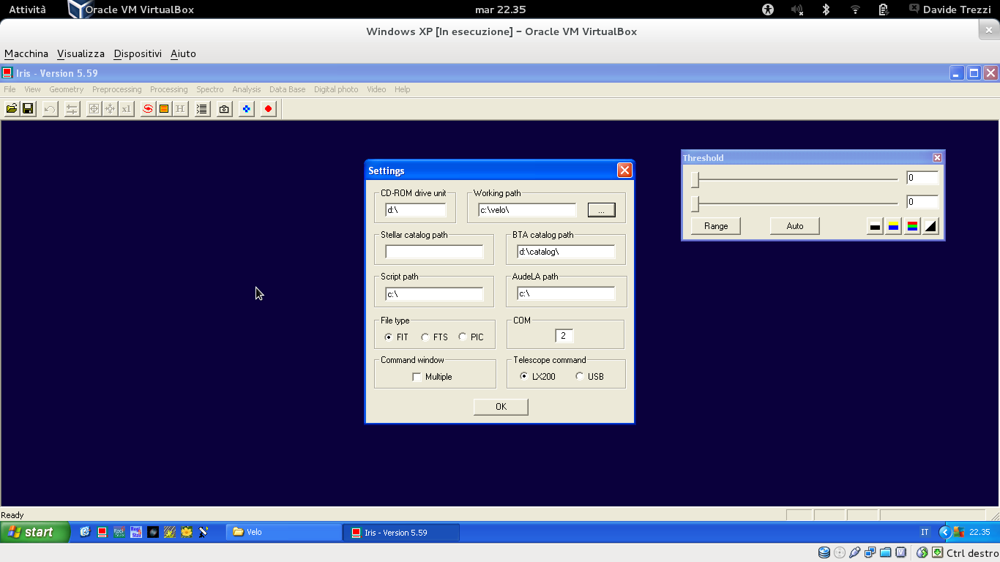 Attività Oracle VM VirtualBox mar 22.35 Davide Trezzi
Windows XP [In esecuzione] – Oracle VM VirtualBox
Macchina Visualizza Dispositivi Aiuto
Iris - Version 5.59
File View Geometry Preprocessing Processing Spectro Analysis Data Base Digital photo Video Help
x1 H
Threshold
0
0
Range Auto
Settings
CD-ROM drive unit Working path
d:\ c:\velo\ ...
Stellar catalog path BTA catalog path
d:\catalog\
Script path AudeLA path
c:\ c:\
File type COM
FIT FTS PIC 2
Command window Telescope command
Multiple LX200 USB
OK
Ready
start Velo Iris - Version 5.59 IT 22.35
Ctrl destro